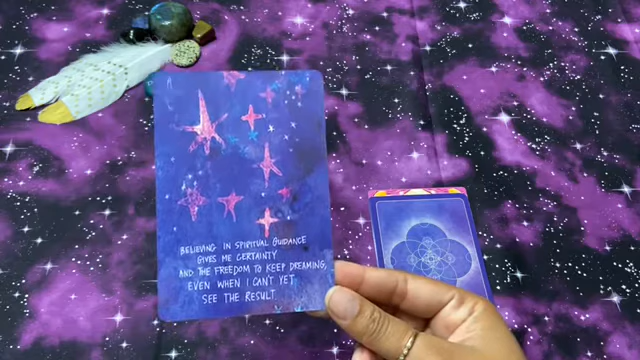 BELIEVING IN SPIRITUAL GUIDANCE
GIVES ME CERTAINTY
AND THE FREEDOM TO KEEP DREAMING,
EVEN WHEN I CAN'T YET
SEE THE RESULT.